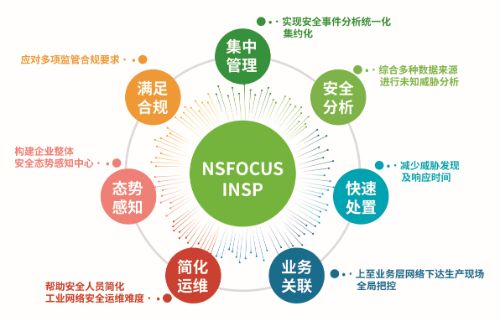 集中
管理
实现安全事件分析统一化
集约化
安全
分析
综合多种数据来源
进行未知威胁分析
快速
处置
减少威胁发现
及响应时间
业务
关联
上至业务层网络下达生产现场
全局把控
简化
运维
帮助安全人员简化
工业网络安全运维难度
态势
感知
构建企业整体
安全态势感知中心
满足
合规
应对多项监管合规要求
NSFOCUS
INSP